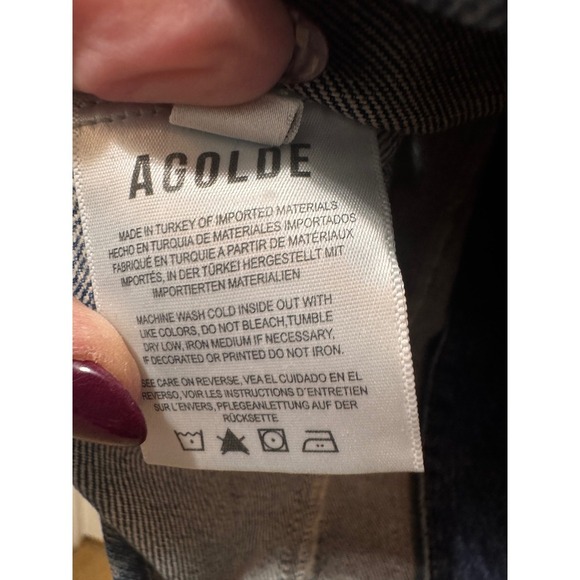 AGOLDE
MADE IN TURKEY OF IMPORTED MATERIALS
HECHO EN TURQUIA DE MATERIALES IMPORTADOS
FABRIQUÉ EN TURQUIE A PARTIR DE MATÉRIAUX
IMPORTÉS, IN DER TÜRKEI HERGESTELLT MIT
IMPORTIERTEN MATERIALIEN
MACHINE WASH COLD INSIDE OUT WITH
LIKE COLORS, DO NOT BLEACH,TUMBLE
DRY LOW, IRON MEDIUM IF NECESSARY,
IF DECORATED OR PRINTED DO NOT IRON.
SEE CARE ON REVERSE, VEA EL CUIDADO EN EL
REVERSO, VOIR LES INSTRUCTIONS D'ENTRETIEN
SUR L'ENVERS, PFLEGEANLETTUNG AUF DER
RÜCKSETTE